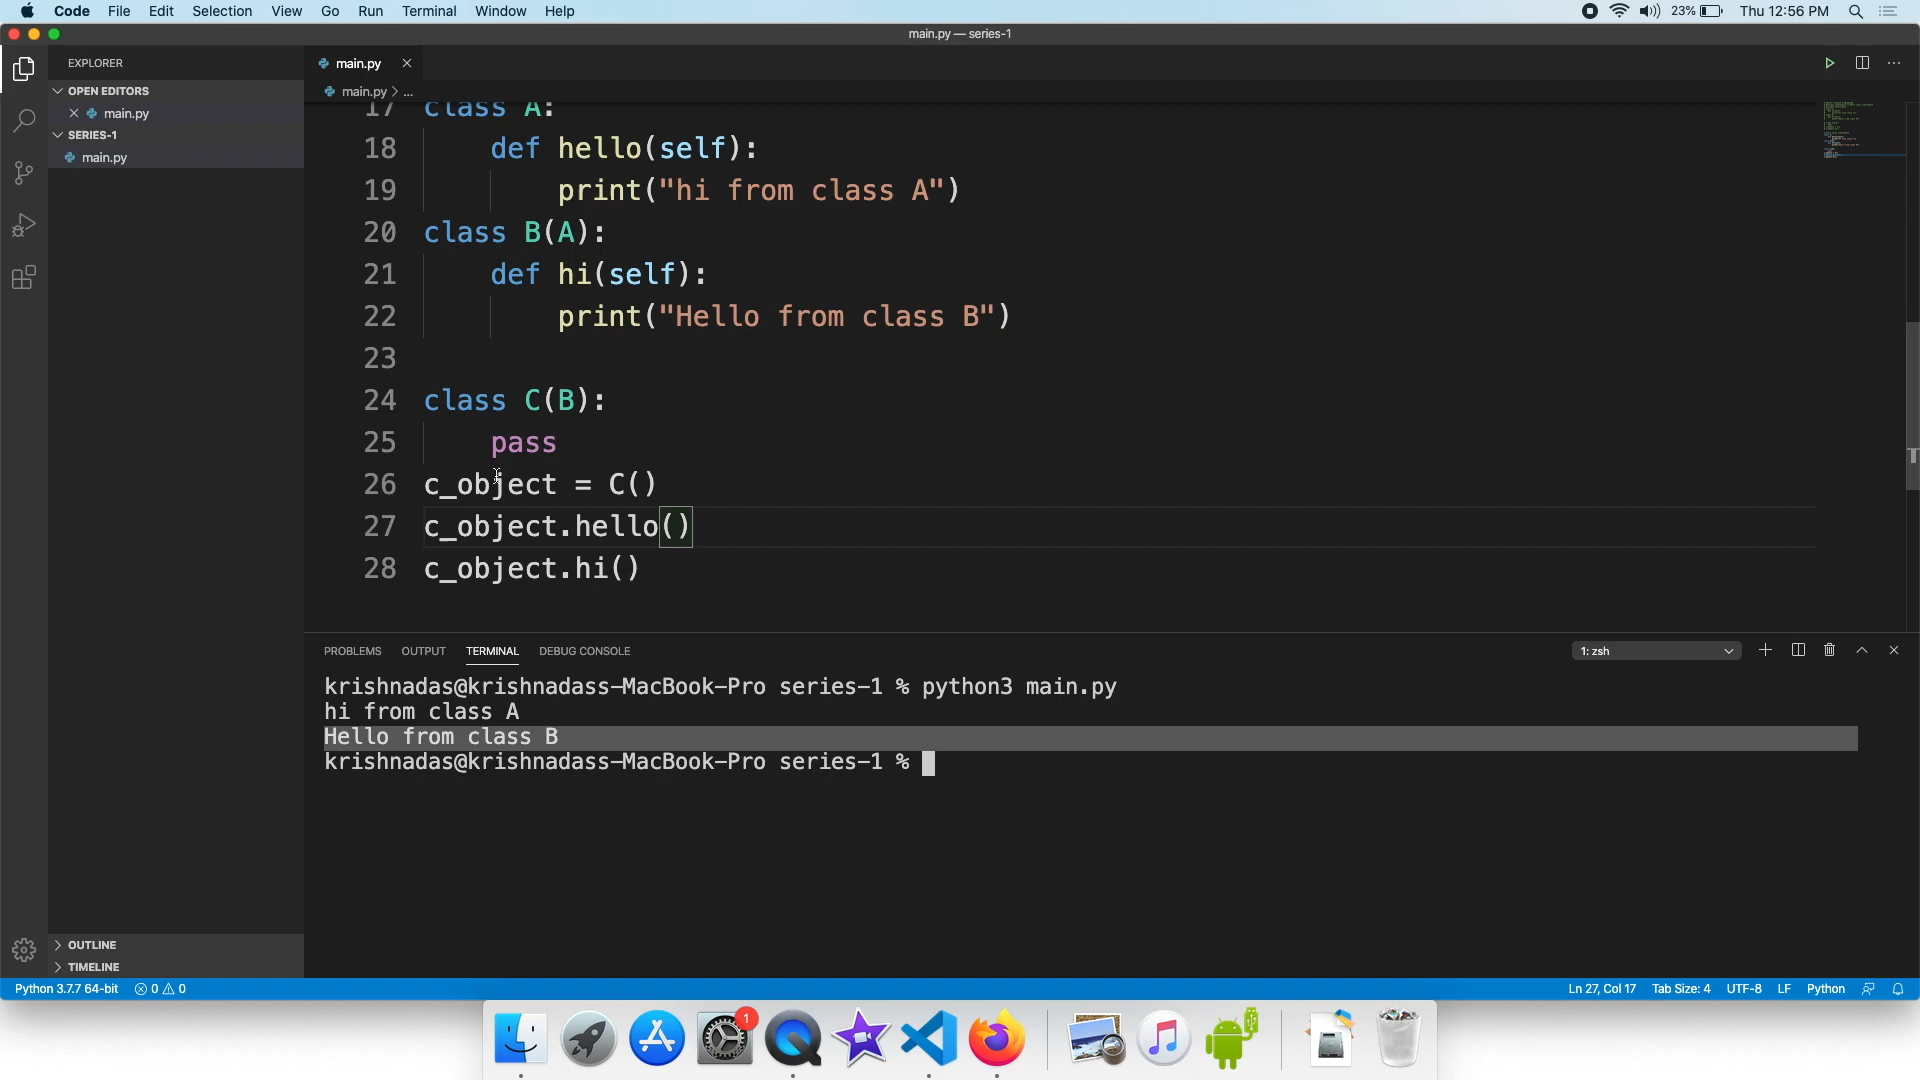 Code File Edit Selection View Go Run Terminal Window Help 23% Thu 12:56 PM
main.py — series-1
EXPLORER
main.py
OPEN EDITORS
main.py
SERIES-1
main.py
main.py > ...
17 class A:
18 def hello(self):
19 print("hi from class A")
20 class B(A):
21 def hi(self):
22 print("Hello from class B")
23
24 class C(B):
25 pass
26 c_object = C()
27 c_object.hello()
28 c_object.hi()
PROBLEMS OUTPUT TERMINAL DEBUG CONSOLE 1: zsh
krishnadas@krishnadass-MacBook-Pro series-1 % python3 main.py
hi from class A
Hello from class B
krishnadas@krishnadass-MacBook-Pro series-1 %
OUTLINE
TIMELINE
Python 3.7.7 64-bit 0 0 Ln 27, Col 17 Tab Size: 4 UTF-8 LF Python
1